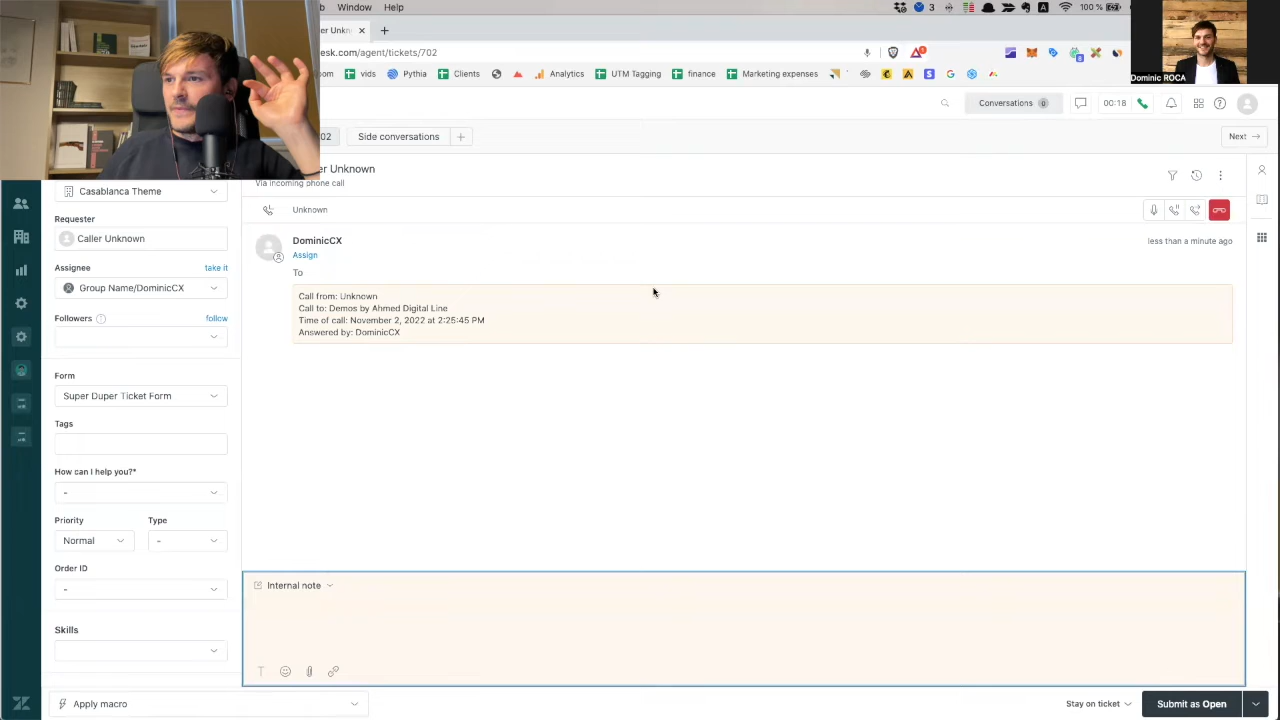 Window Help
100 %
ller Unkn
desk.com/agent/tickets/702
oom
vids
Pythia
Clients
Analytics
UTM Tagging
finance
Marketing expenses
Dominic ROCA
Conversations 0
00:18
02
Side conversations
Next
er Unknown
Via incoming phone call
Casablanca Theme
Unknown
Requester
Caller Unknown
DominicCX
less than a minute ago
Assign
To
Assignee
take it
Group Name/DominicCX
Call from: Unknown
Call to: Demos by Ahmed Digital Line
Time of call: November 2, 2022 at 2:25:45 PM
Answered by: DominicCX
Followers
follow
Form
Super Duper Ticket Form
Tags
How can I help you?*
-
Priority
Type
Normal
-
Order ID
-
Skills
Internal note
Apply macro
Stay on ticket
Submit as Open